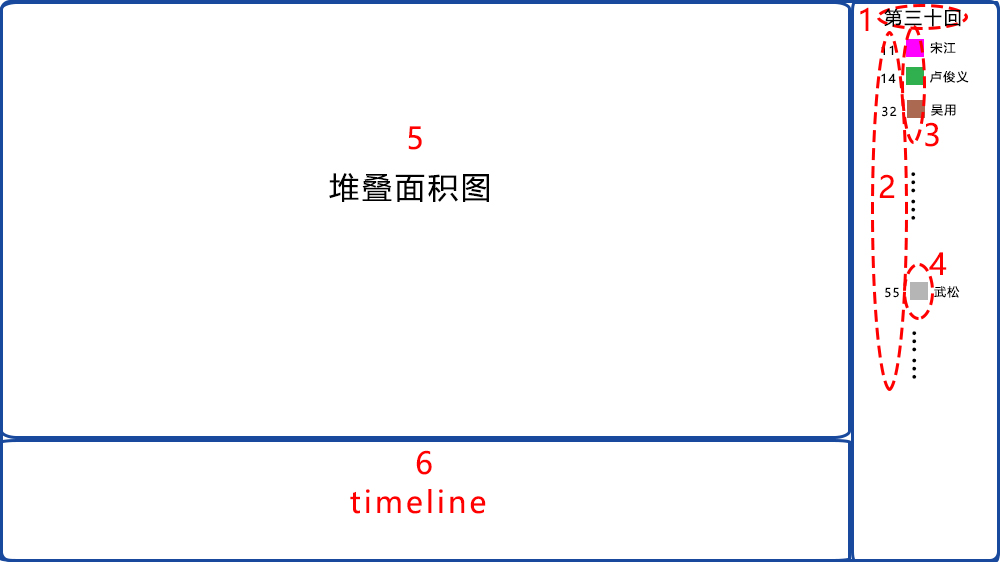 5
堆叠面积图
6
timeline
1 第三十回
11 宋江
14 卢俊义
32 吴用
3
2
4
55 武松